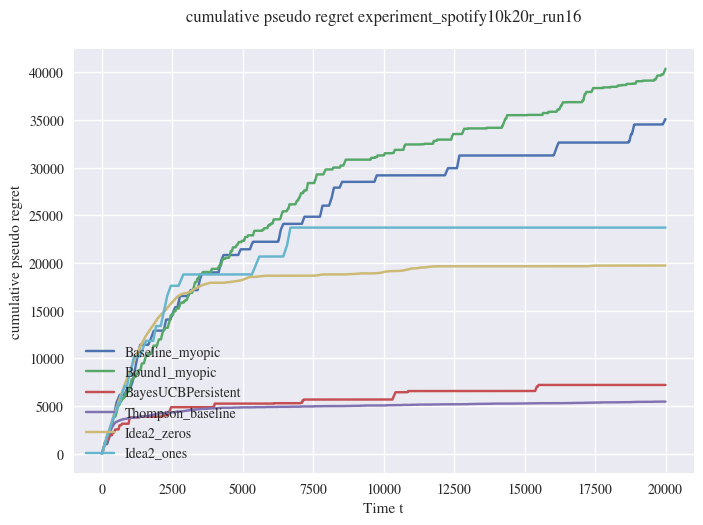 cumulative pseudo regret experiment_spotify10k20r_run16
cumulative pseudo regret
40000
35000
30000
25000
20000
15000
10000
5000
0
Baseline_myopic
Bound1_myopic
BayesUCBPersistent
Thompson_baseline
Idea2_zeros
Idea2_ones
0 2500 5000 7500 10000 12500 15000 17500 20000
Time t